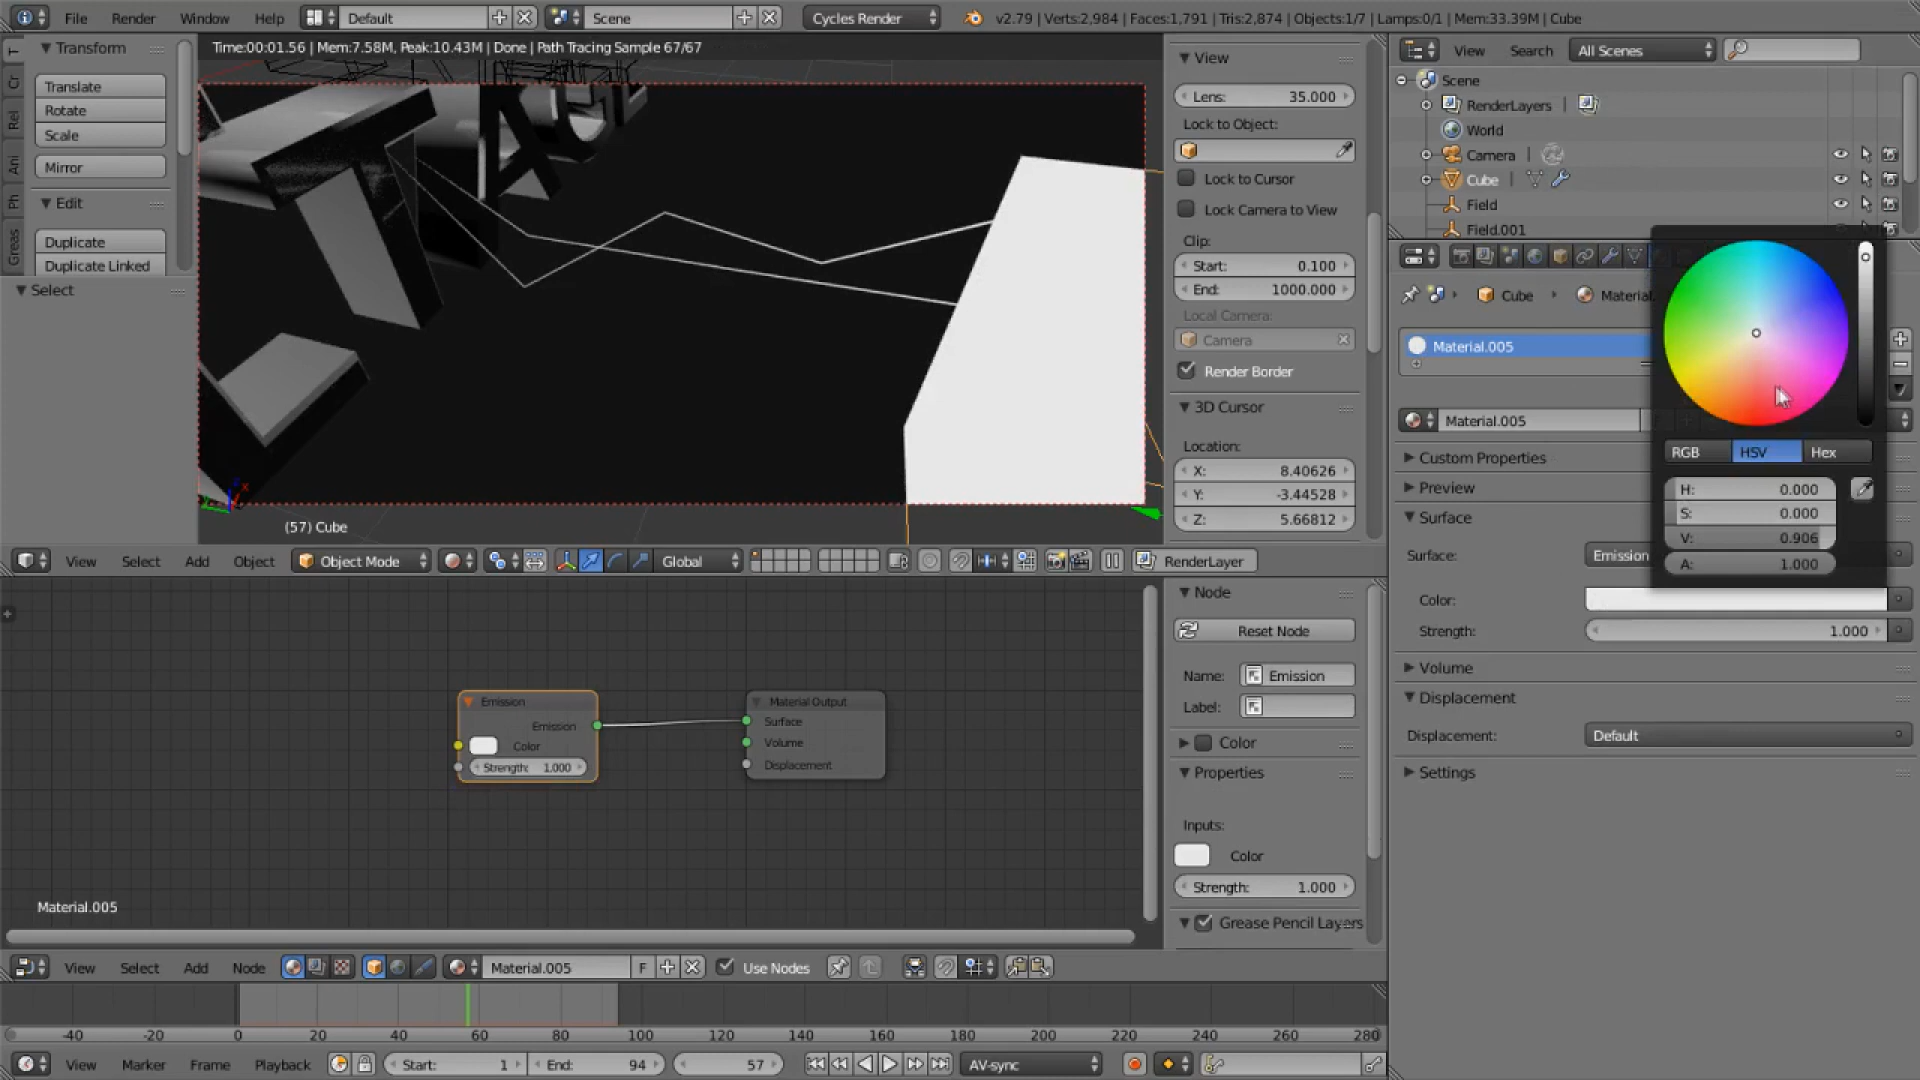 File Render Window Help Default Scene Cycles Render v2.79 | Verts:2,984 | Faces:1,791 | Tris:2,874 | Objects:1/7 | Lamps:0/1 | Mem:33.39M | Cube
Time:00:01.56 | Mem:7.58M, Peak:10.43M | Done | Path Tracing Sample 67/67
Transform
Translate
Rotate
Scale
Mirror
Edit
Duplicate
Duplicate Linked
Select
T
Cr
Rel
Ani
Ph
Greas
(57) Cube
View
Lens: 35.000
Lock to Object:
Lock to Cursor
Lock Camera to View
Clip:
Start: 0.100
End: 1000.000
Local Camera:
Camera
Render Border
3D Cursor
Location:
X: 8.40626
Y: -3.44528
Z: 5.66812
View Select Add Object Object Mode Global RenderLayer
View Search All Scenes
Scene
RenderLayers
World
Camera
Cube
Field
Field.001
Cube Material.
Material.005
Material.005
Custom Properties
Preview
Surface
Surface: Emission
Color:
Strength: 1.000
Volume
Displacement
Displacement: Default
Settings
RGB HSV Hex
H: 0.000
S: 0.000
V: 0.906
A: 1.000
Emission
Emission
Color
Strength: 1.000
Material Output
Surface
Volume
Displacement
Material.005
Node
Reset Node
Name: Emission
Label:
Color
Properties
Inputs:
Color
Strength: 1.000
Grease Pencil Layers
View Select Add Node Material.005 F Use Nodes
-40 -20 0 20 40 60 80 100 120 140 160 180 200 220 240 260 280
View Marker Frame Playback Start: 1 End: 94 57 AV-sync